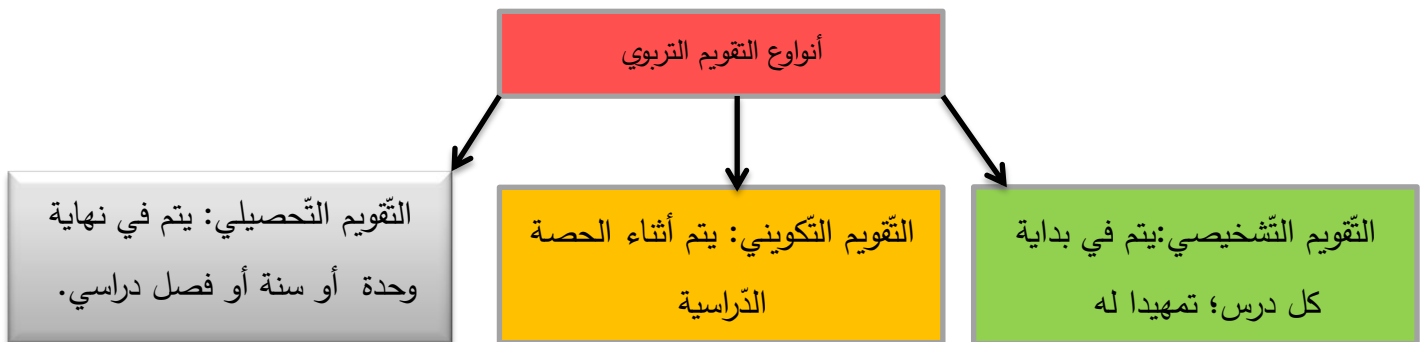 أنواوع التقويم التربوي
التّقويم التّشخيصي:يتم في بداية
كل درس؛ تمهيدا له
التّقويم التّكويني: يتم أثناء الحصة
الدّراسية
التّقويم التّحصيلي: يتم في نهاية
وحدة أو سنة أو فصل دراسي.